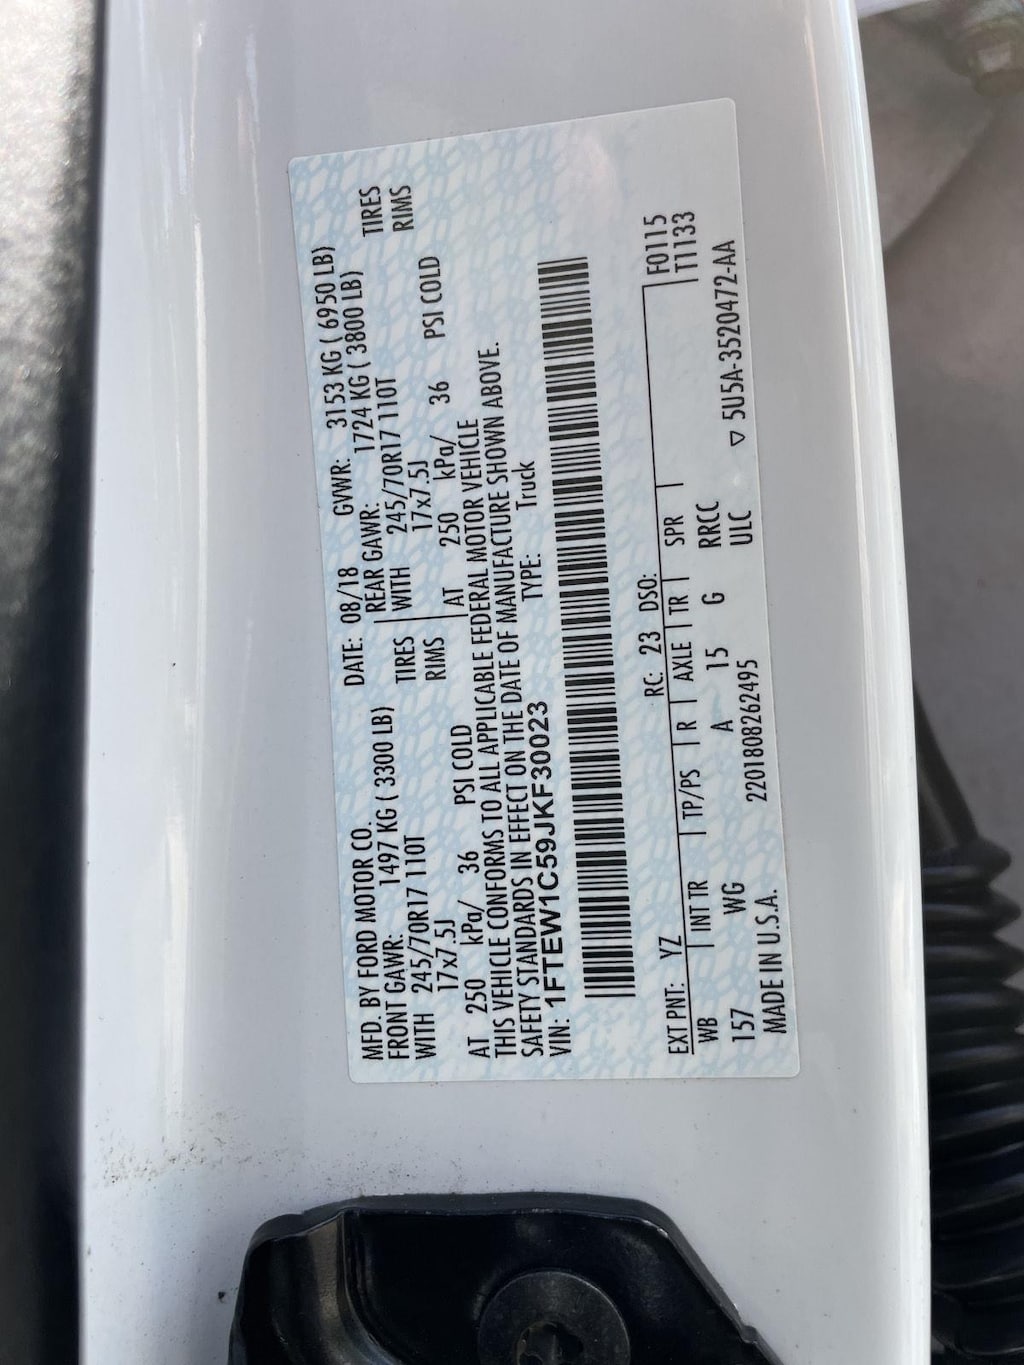 MFD. BY FORD MOTOR CO. DATE: 08/18 GVWR: 3153 KG ( 6950 LB)
FRONT GAWR: 1497 KG ( 3300 LB) REAR GAWR: 1724 KG ( 3800 LB)
WITH 245/70R17 110T TIRES WITH 245/70R17 110T TIRES
17x7.5J RIMS 17x7.5J RIMS
AT 250 kPa/ 36 PSI COLD AT 250 kPa/ 36 PSI COLD
THIS VEHICLE CONFORMS TO ALL APPLICABLE FEDERAL MOTOR VEHICLE
SAFETY STANDARDS IN EFFECT ON THE DATE OF MANUFACTURE SHOWN ABOVE.
VIN: 1FTEW1C59JKF30023 TYPE: Truck
EXT PNT: YZ RC: 23 DSO: F0115
WB INT TR TP/PS R AXLE TR SPR T1133
157 WG A 15 G RRCC
ULC ▽ 5U5A-3520472-AA
MADE IN U.S.A. 2201808262495